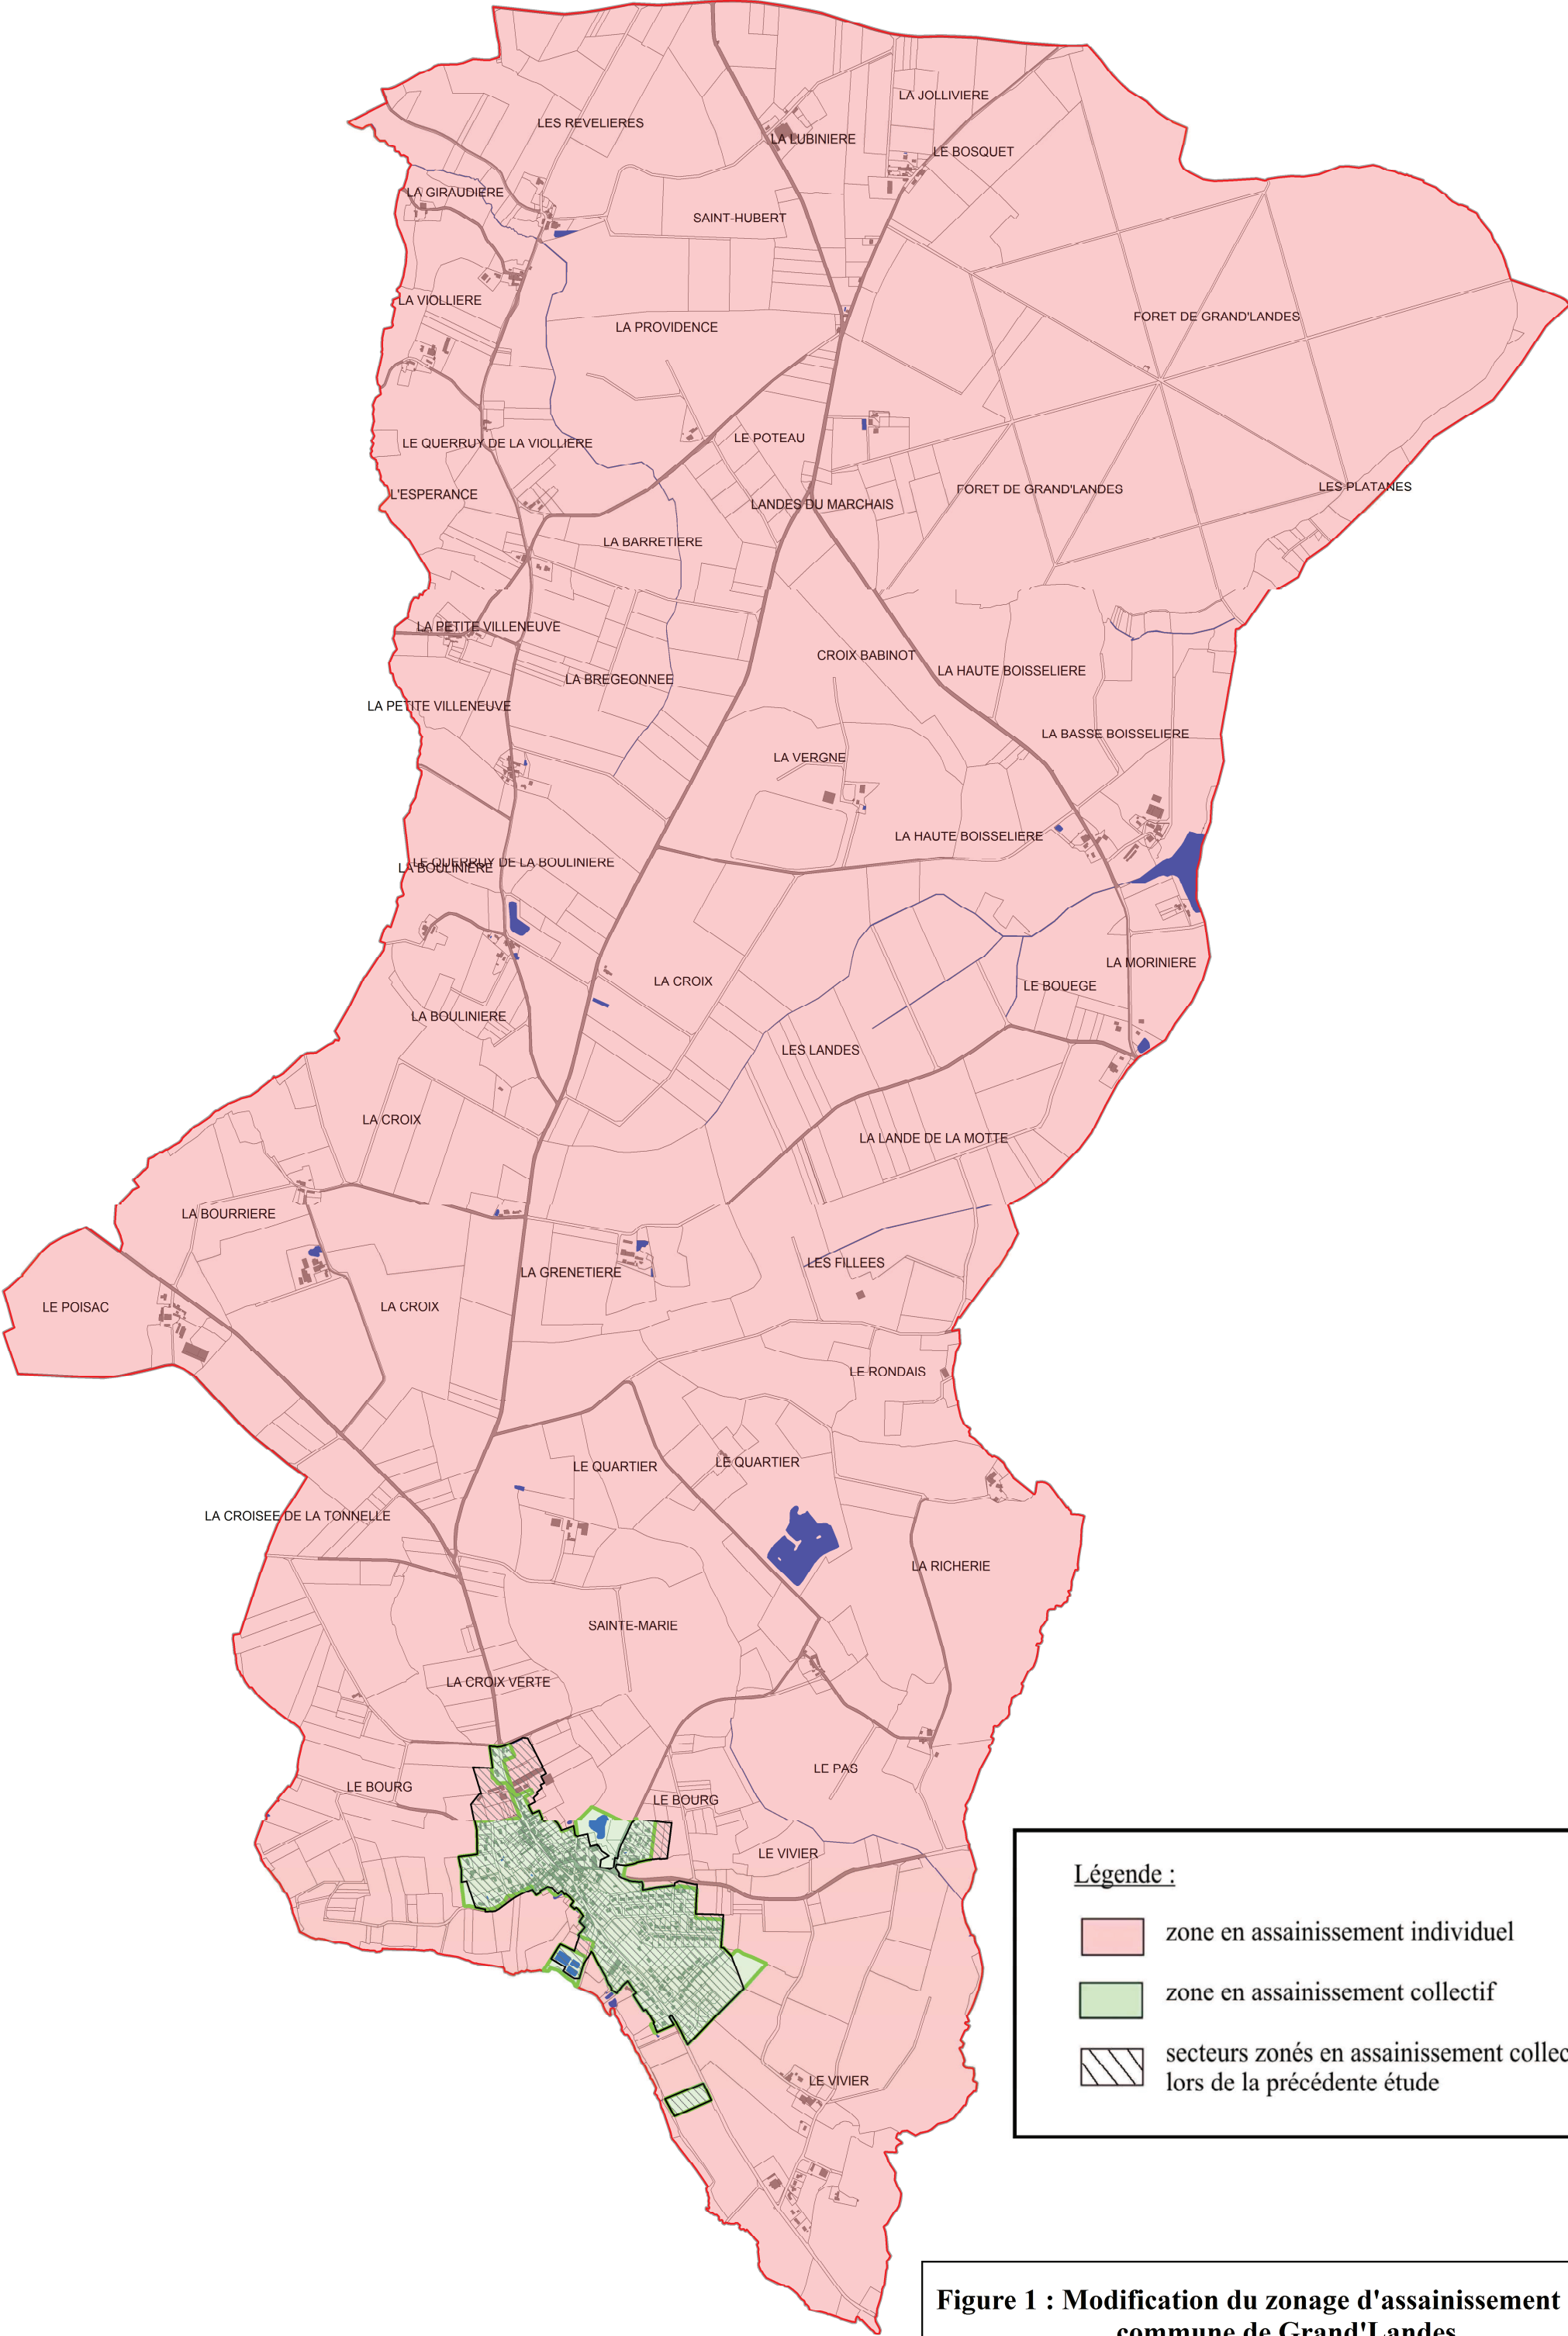 LA JOLLIVIERE
LES REVELIERES
LA LUBINIERE
LE BOSQUET
LA GIRAUDIERE
SAINT-HUBERT
LA VIOLLIERE
FORET DE GRAND'LANDES
LA PROVIDENCE
LE POTEAU
LE QUERRUY DE LA VIOLLIERE
LES PLATANES
FORET DE GRAND'LANDES
L'ESPERANCE
LANDES DU MARCHAIS
LA BARRETIERE
LA PETITE VILLENEUVE
CROIX BABINOT
LA HAUTE BOISSELIERE
LA BREGEONNEE
LA PETITE VILLENEUVE
LA BASSE BOISSELIERE
LA VERGNE
LA HAUTE BOISSELIERE
LE QUERRUY DE LA BOULINIERE
LA BOULINIERE
LA MORINIERE
LA CROIX
LE BOUEGE
LA BOULINIERE
LES LANDES
LA CROIX
LA LANDE DE LA MOTTE
LA BOURRIERE
LES FILLEES
LA GRENETIERE
LE POISAC
LA CROIX
LE RONDAIS
LE QUARTIER
LE QUARTIER
LA CROISEE DE LA TONNELLE
LA RICHERIE
SAINTE-MARIE
LA CROIX VERTE
LE PAS
LE BOURG
LE BOURG
LE VIVIER
LE VIVIER
Légende :
zone en assainissement individuel
zone en assainissement collectif
secteurs zonés en assainissement collec
lors de la précédente étude
Figure 1 : Modification du zonage d'assainissement
commune de Grand'Landes